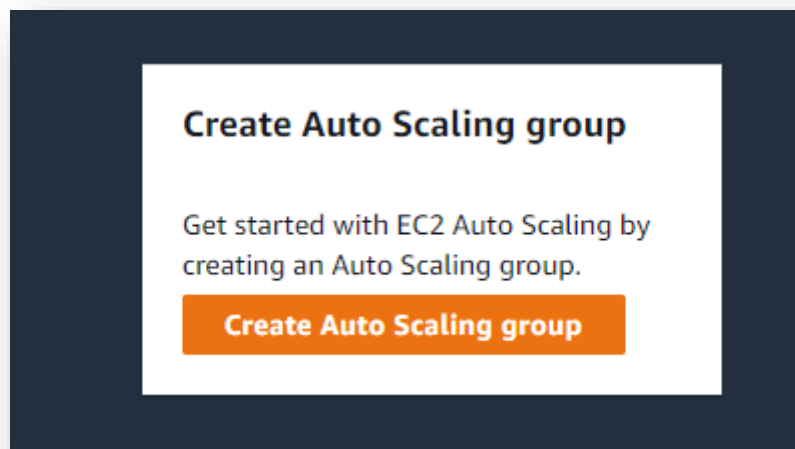 Create Auto Scaling group
Get started with EC2 Auto Scaling by
creating an Auto Scaling group.
Create Auto Scaling group